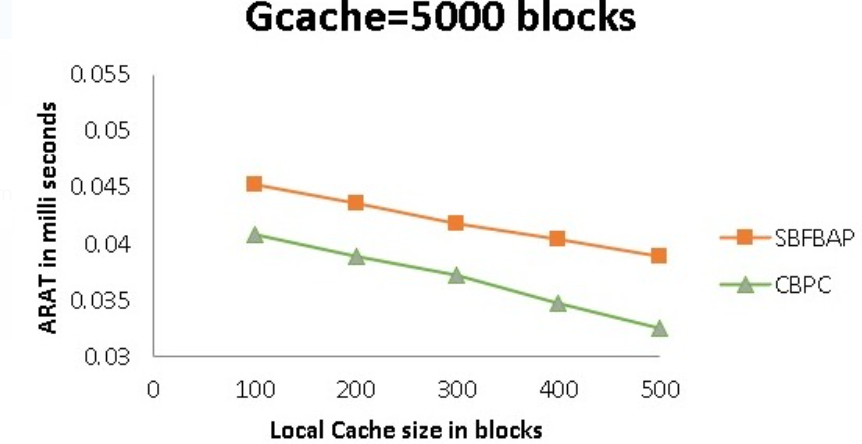 Gcache=5000 blocks
ARAT in milli seconds
0.055
0.05
0.045
0.04
0.035
0.03
0 100 200 300 400 500
Local Cache size in blocks
SBFBAP
CBPC